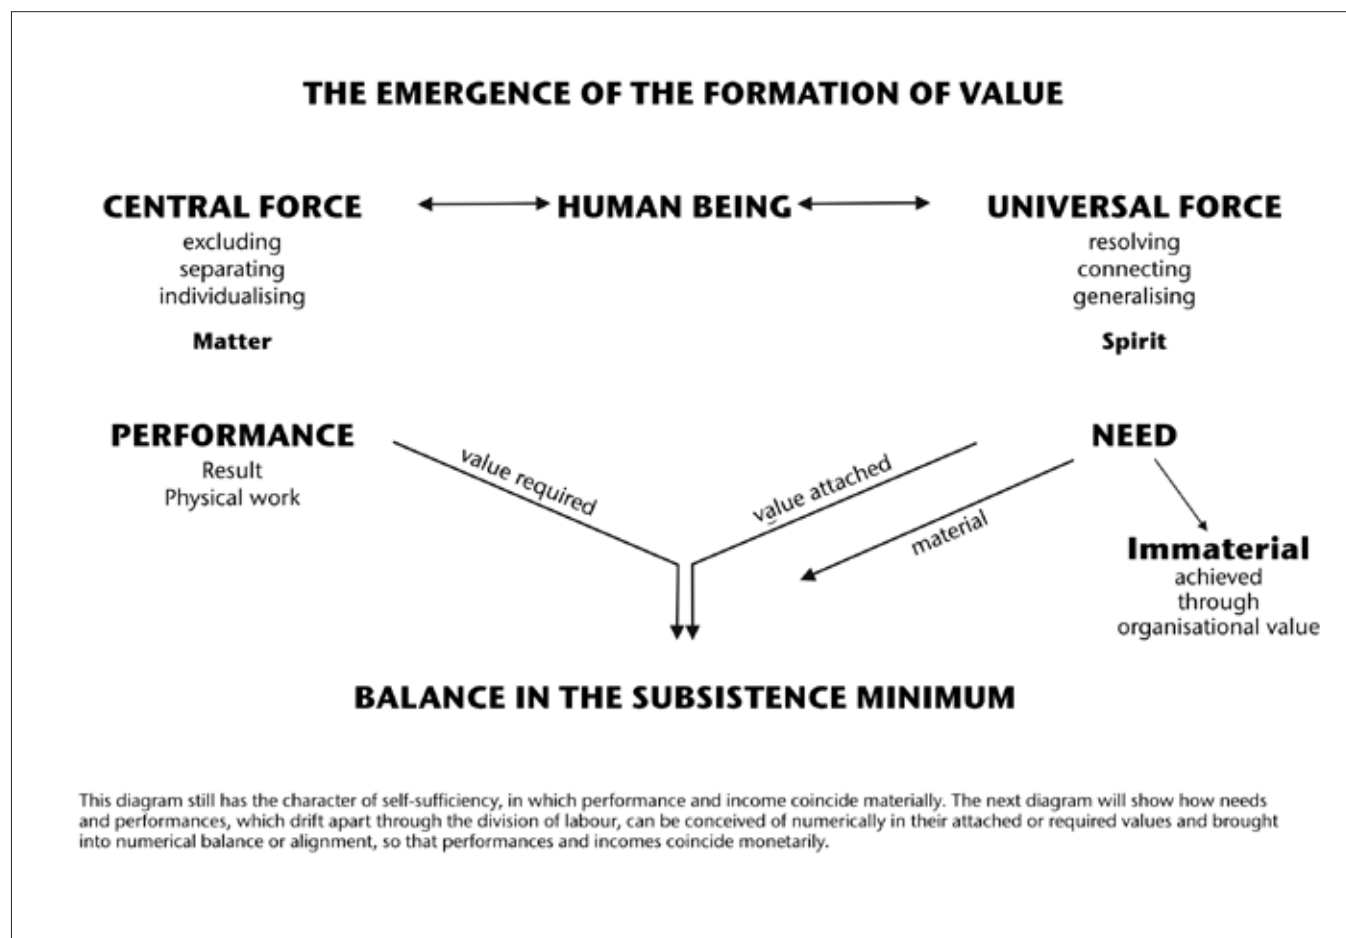 THE EMERGENCE OF THE FORMATION OF VALUE
CENTRAL FORCE
HUMAN BEING
UNIVERSAL FORCE
excluding
separating
individualising
resolving
connecting
generalising
Matter
Spirit
PERFORMANCE
Result
Physical work
value required
value attached
material
NEED
Immaterial
achieved
through
organisational value
BALANCE IN THE SUBSISTENCE MINIMUM
This diagram still has the character of self-sufficiency, in which performance and income coincide materially. The next diagram will show how needs
and performances, which drift apart through the division of labour, can be conceived of numerically in their attached or required values and brought
into numerical balance or alignment, so that performances and incomes coincide monetarily.